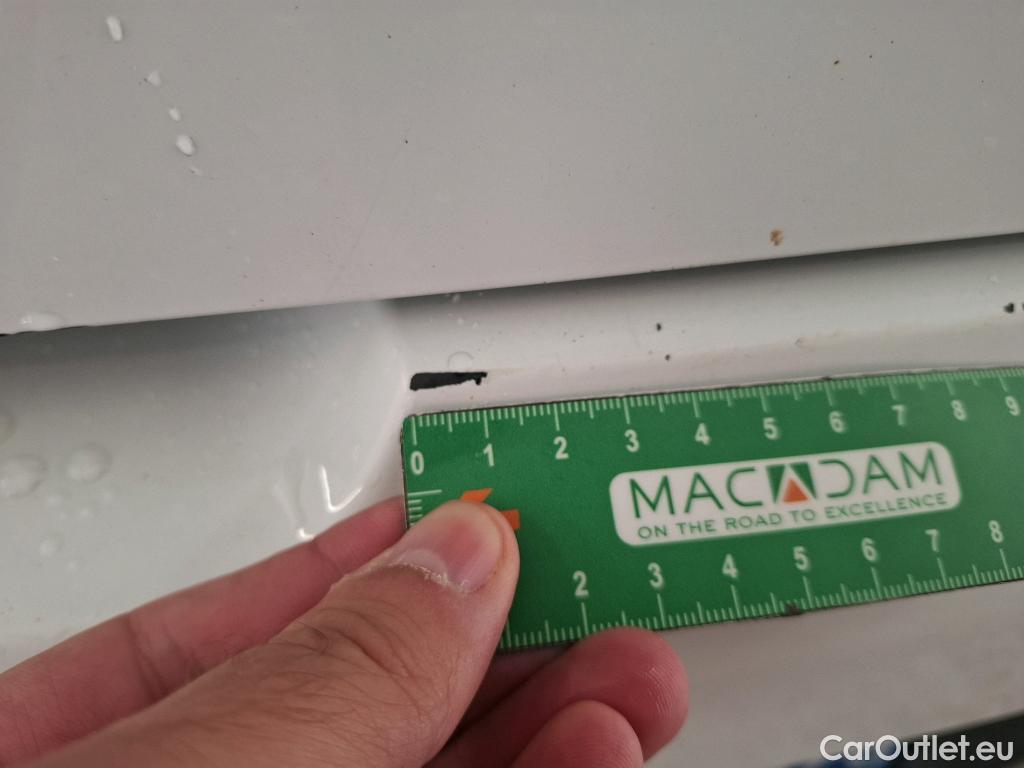 0 1 2 3 4 5 6 7 8 9
MACADAM
ON THE ROAD TO EXCELLENCE
2 3 4 5 6 7 8
CarOutlet.eu